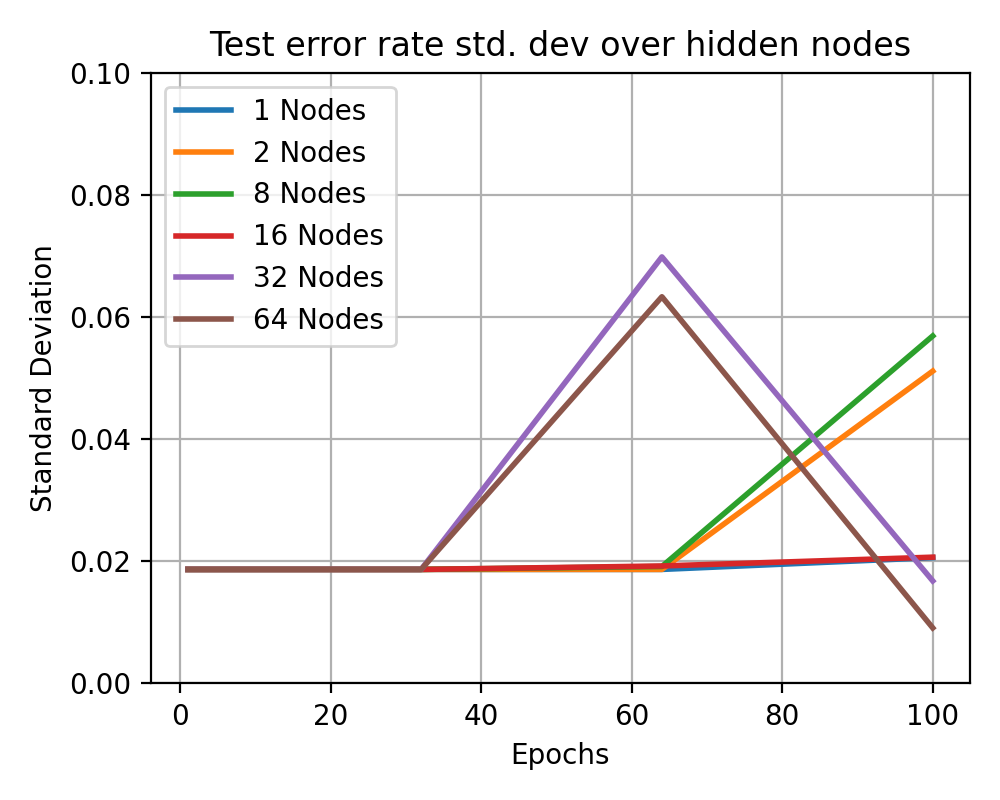 Test error rate std. dev over hidden nodes
0.10
0.08
0.06
0.04
0.02
0.00
Standard Deviation
1 Nodes
2 Nodes
8 Nodes
16 Nodes
32 Nodes
64 Nodes
0 20 40 60 80 100
Epochs